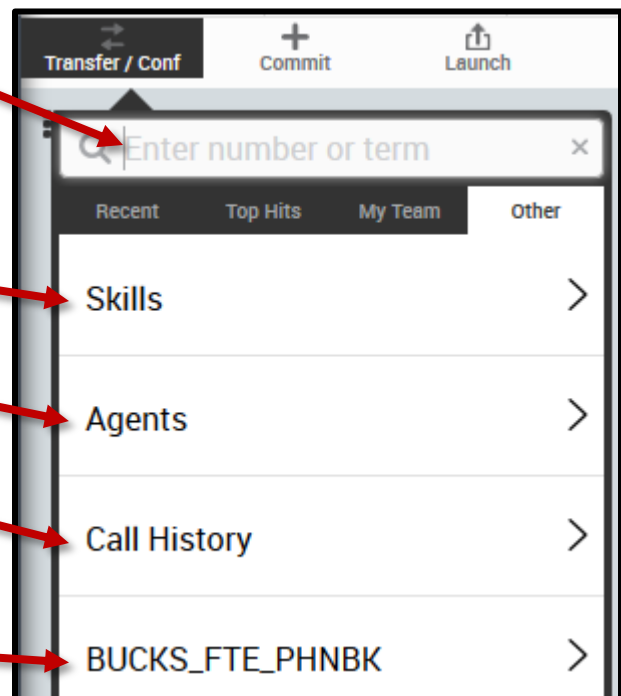 Transfer / Conf Commit Launch
Enter number or term
Recent Top Hits My Team Other
Skills
Agents
Call History
BUCKS_FTE_PHNBK